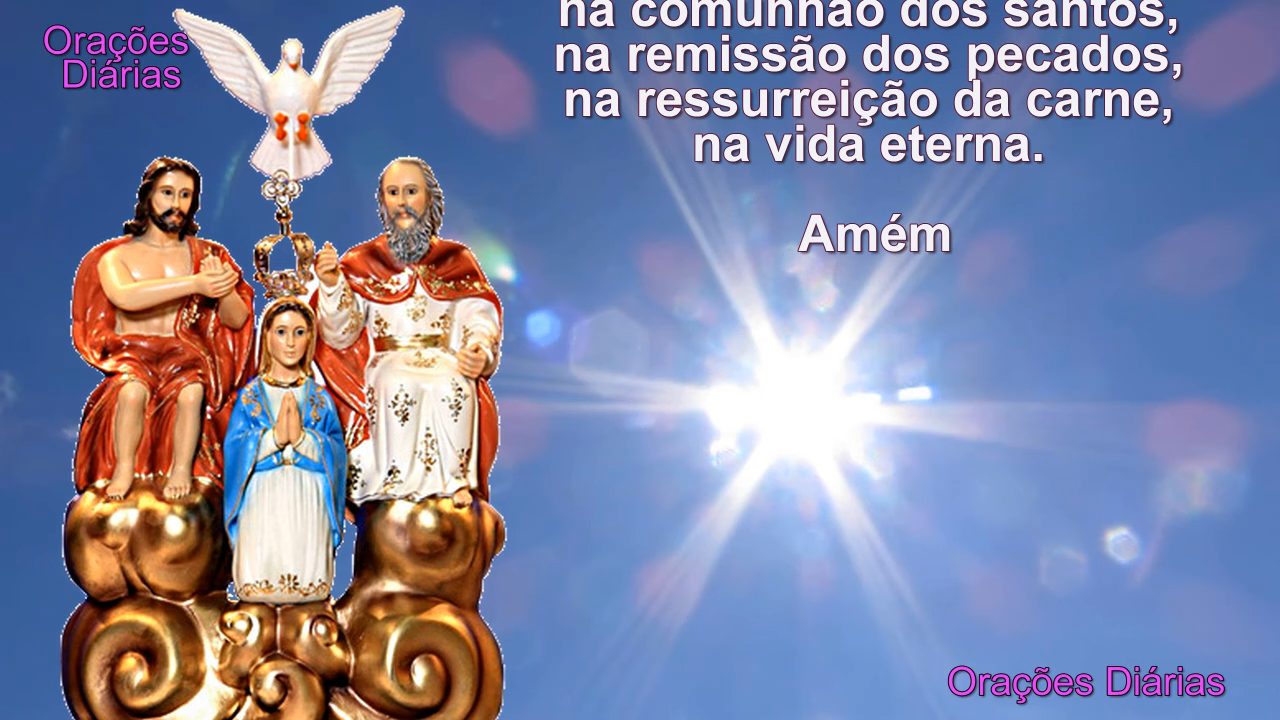 Orações
Diárias
na comunhão dos santos,
na remissão dos pecados,
na ressurreição da carne,
na vida eterna.
Amém
Orações Diárias